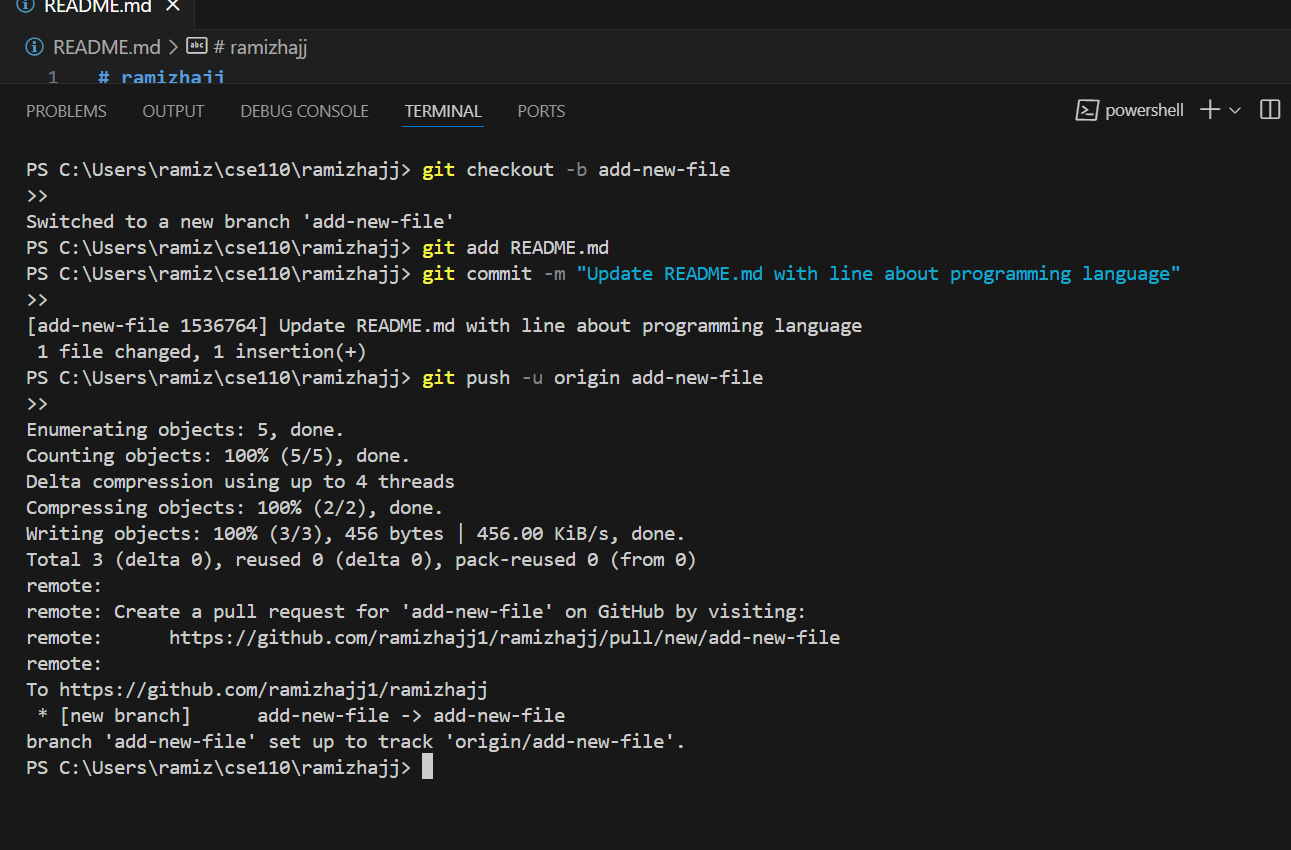 README.md
README.md > abc # ramizhajj
1 # ramizhajj
PROBLEMS OUTPUT DEBUG CONSOLE TERMINAL PORTS powershell
PS C:\Users\ramiz\cse110\ramizhajj> git checkout -b add-new-file
>>
Switched to a new branch 'add-new-file'
PS C:\Users\ramiz\cse110\ramizhajj> git add README.md
PS C:\Users\ramiz\cse110\ramizhajj> git commit -m "Update README.md with line about programming language"
>>
[add-new-file 1536764] Update README.md with line about programming language
 1 file changed, 1 insertion(+)
PS C:\Users\ramiz\cse110\ramizhajj> git push -u origin add-new-file
>>
Enumerating objects: 5, done.
Counting objects: 100% (5/5), done.
Delta compression using up to 4 threads
Compressing objects: 100% (2/2), done.
Writing objects: 100% (3/3), 456 bytes | 456.00 KiB/s, done.
Total 3 (delta 0), reused 0 (delta 0), pack-reused 0 (from 0)
remote:
remote: Create a pull request for 'add-new-file' on GitHub by visiting:
remote:      https://github.com/ramizhajj1/ramizhajj/pull/new/add-new-file
remote:
To https://github.com/ramizhajj1/ramizhajj
 * [new branch]      add-new-file -> add-new-file
branch 'add-new-file' set up to track 'origin/add-new-file'.
PS C:\Users\ramiz\cse110\ramizhajj>